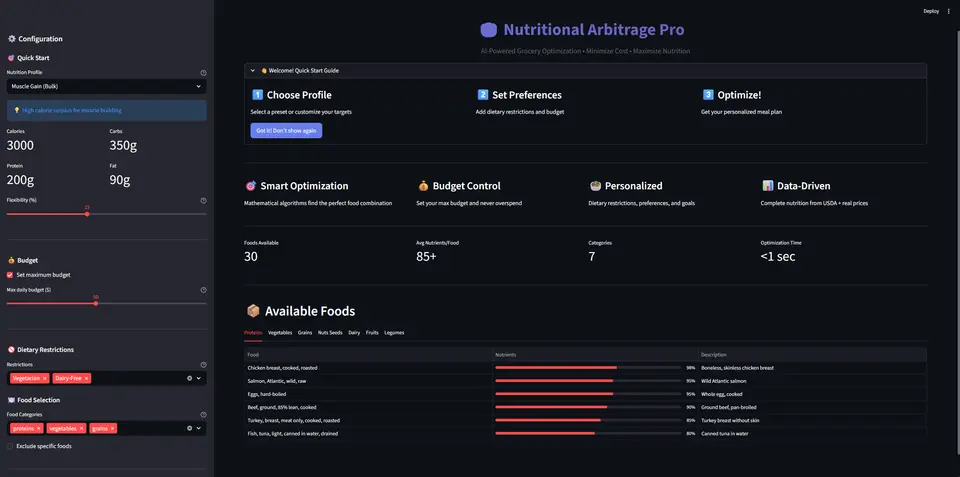 Deploy
Configuration
Quick Start
Nutrition Profile
Muscle Gain (Bulk)
High calorie surplus for muscle building
Calories
Carbs
3000
350g
Protein
Fat
200g
90g
Flexibility (%)
Budget
Set maximum budget
Max daily budget ($)
Dietary Restrictions
Restrictions
Vegetarian
Dairy-Free
Food Selection
Food Categories
proteins
vegetables
grains
Exclude specific foods
Nutritional Arbitrage Pro
AI-Powered Grocery Optimization • Minimize Cost • Maximize Nutrition
Welcome! Quick Start Guide
1 Choose Profile
Select a preset or customize your targets
Got it! Don't show again
2 Set Preferences
Add dietary restrictions and budget
3 Optimize!
Get your personalized meal plan
Smart Optimization
Mathematical algorithms find the perfect food combination
Budget Control
Set your max budget and never overspend
Personalized
Dietary restrictions, preferences, and goals
Data-Driven
Complete nutrition from USDA + real prices
Foods Available
30
Avg Nutrients/Food
85+
Categories
7
Optimization Time
<1 sec
Available Foods
Proteins Vegetables Grains Nuts Seeds Dairy Fruits Legumes
Food Nutrients Description
Chicken breast, cooked, roasted 98% Boneless, skinless chicken breast
Salmon, Atlantic, wild, raw 95% Wild Atlantic salmon
Eggs, hard-boiled 95% Whole egg, cooked
Beef, ground, 85% lean, cooked 90% Ground beef, pan-broiled
Turkey, breast, meat only, cooked, roasted 85% Turkey breast without skin
Fish, tuna, light, canned in water, drained 80% Canned tuna in water